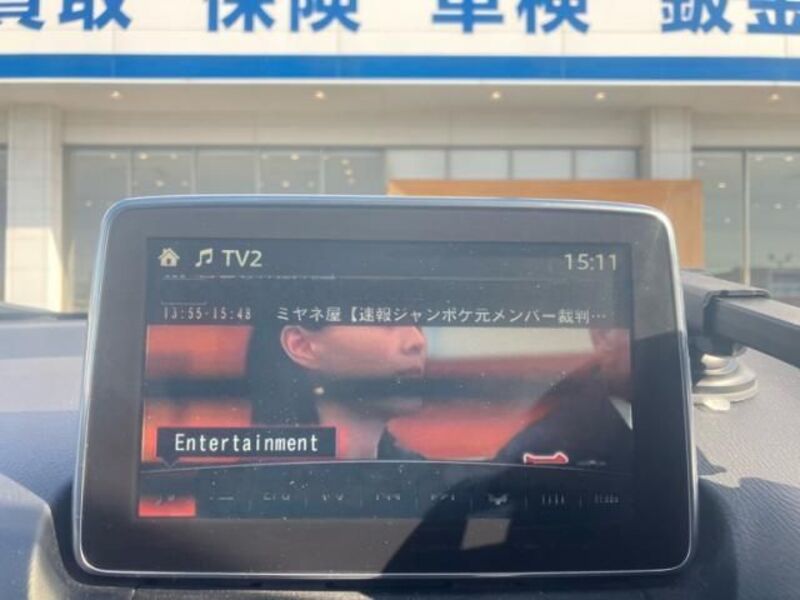 買取 保険 車検 鈑金
TV2 15:11
13:55-15:48 ミヤネ屋【速報ジャンポケ元メンバー裁判…
Entertainment